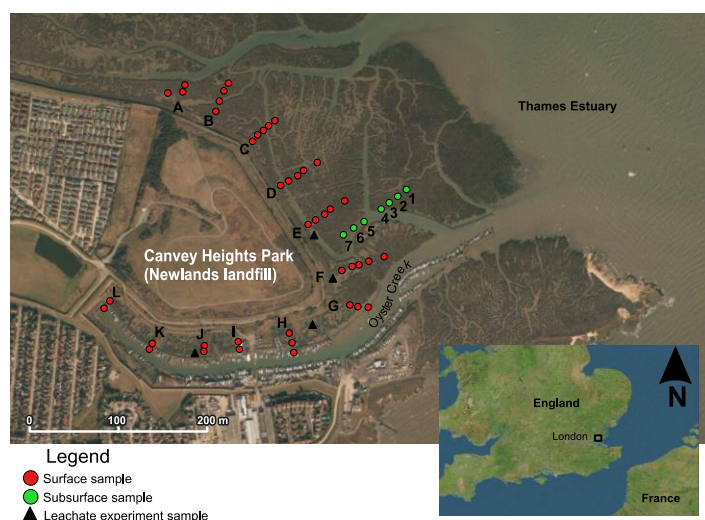 Thames Estuary
A
B
C
D
E
1
2
3
4
5
6
7
Canvey Heights Park
(Newlands landfill)
F
Oyster Creek
G
L
K
J
I
H
0 100 200 m
N
England
London
France
Legend
Surface sample
Subsurface sample
Leachate experiment sample